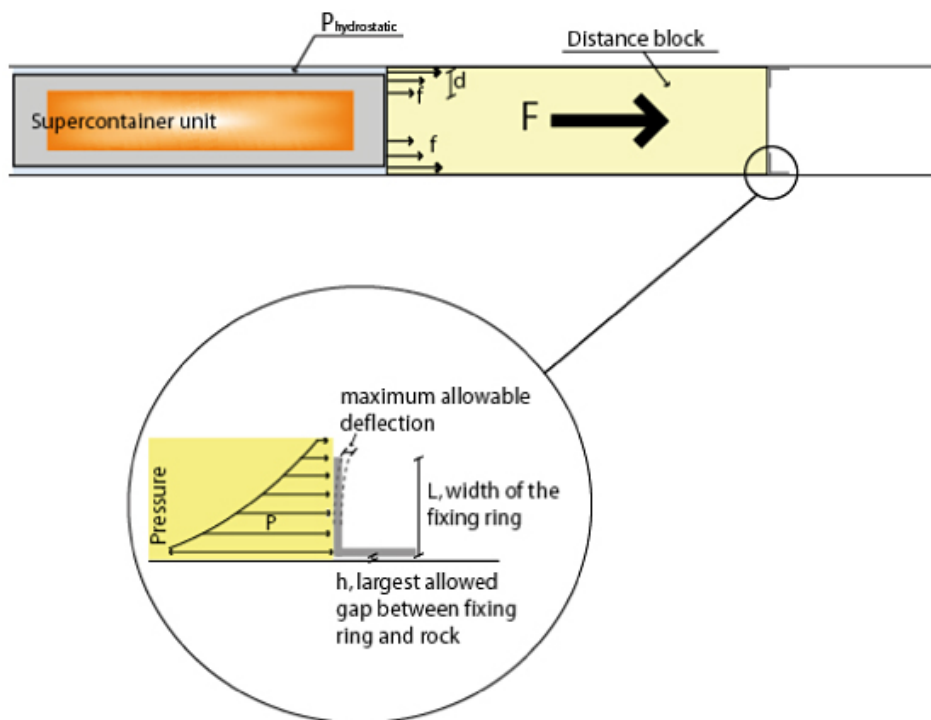 Phydrostatic
Distance block
d
f
Supercontainer unit
F
f
maximum allowable
deflection
Pressure
P
L, width of the
fixing ring
h, largest allowed
gap between fixing
ring and rock